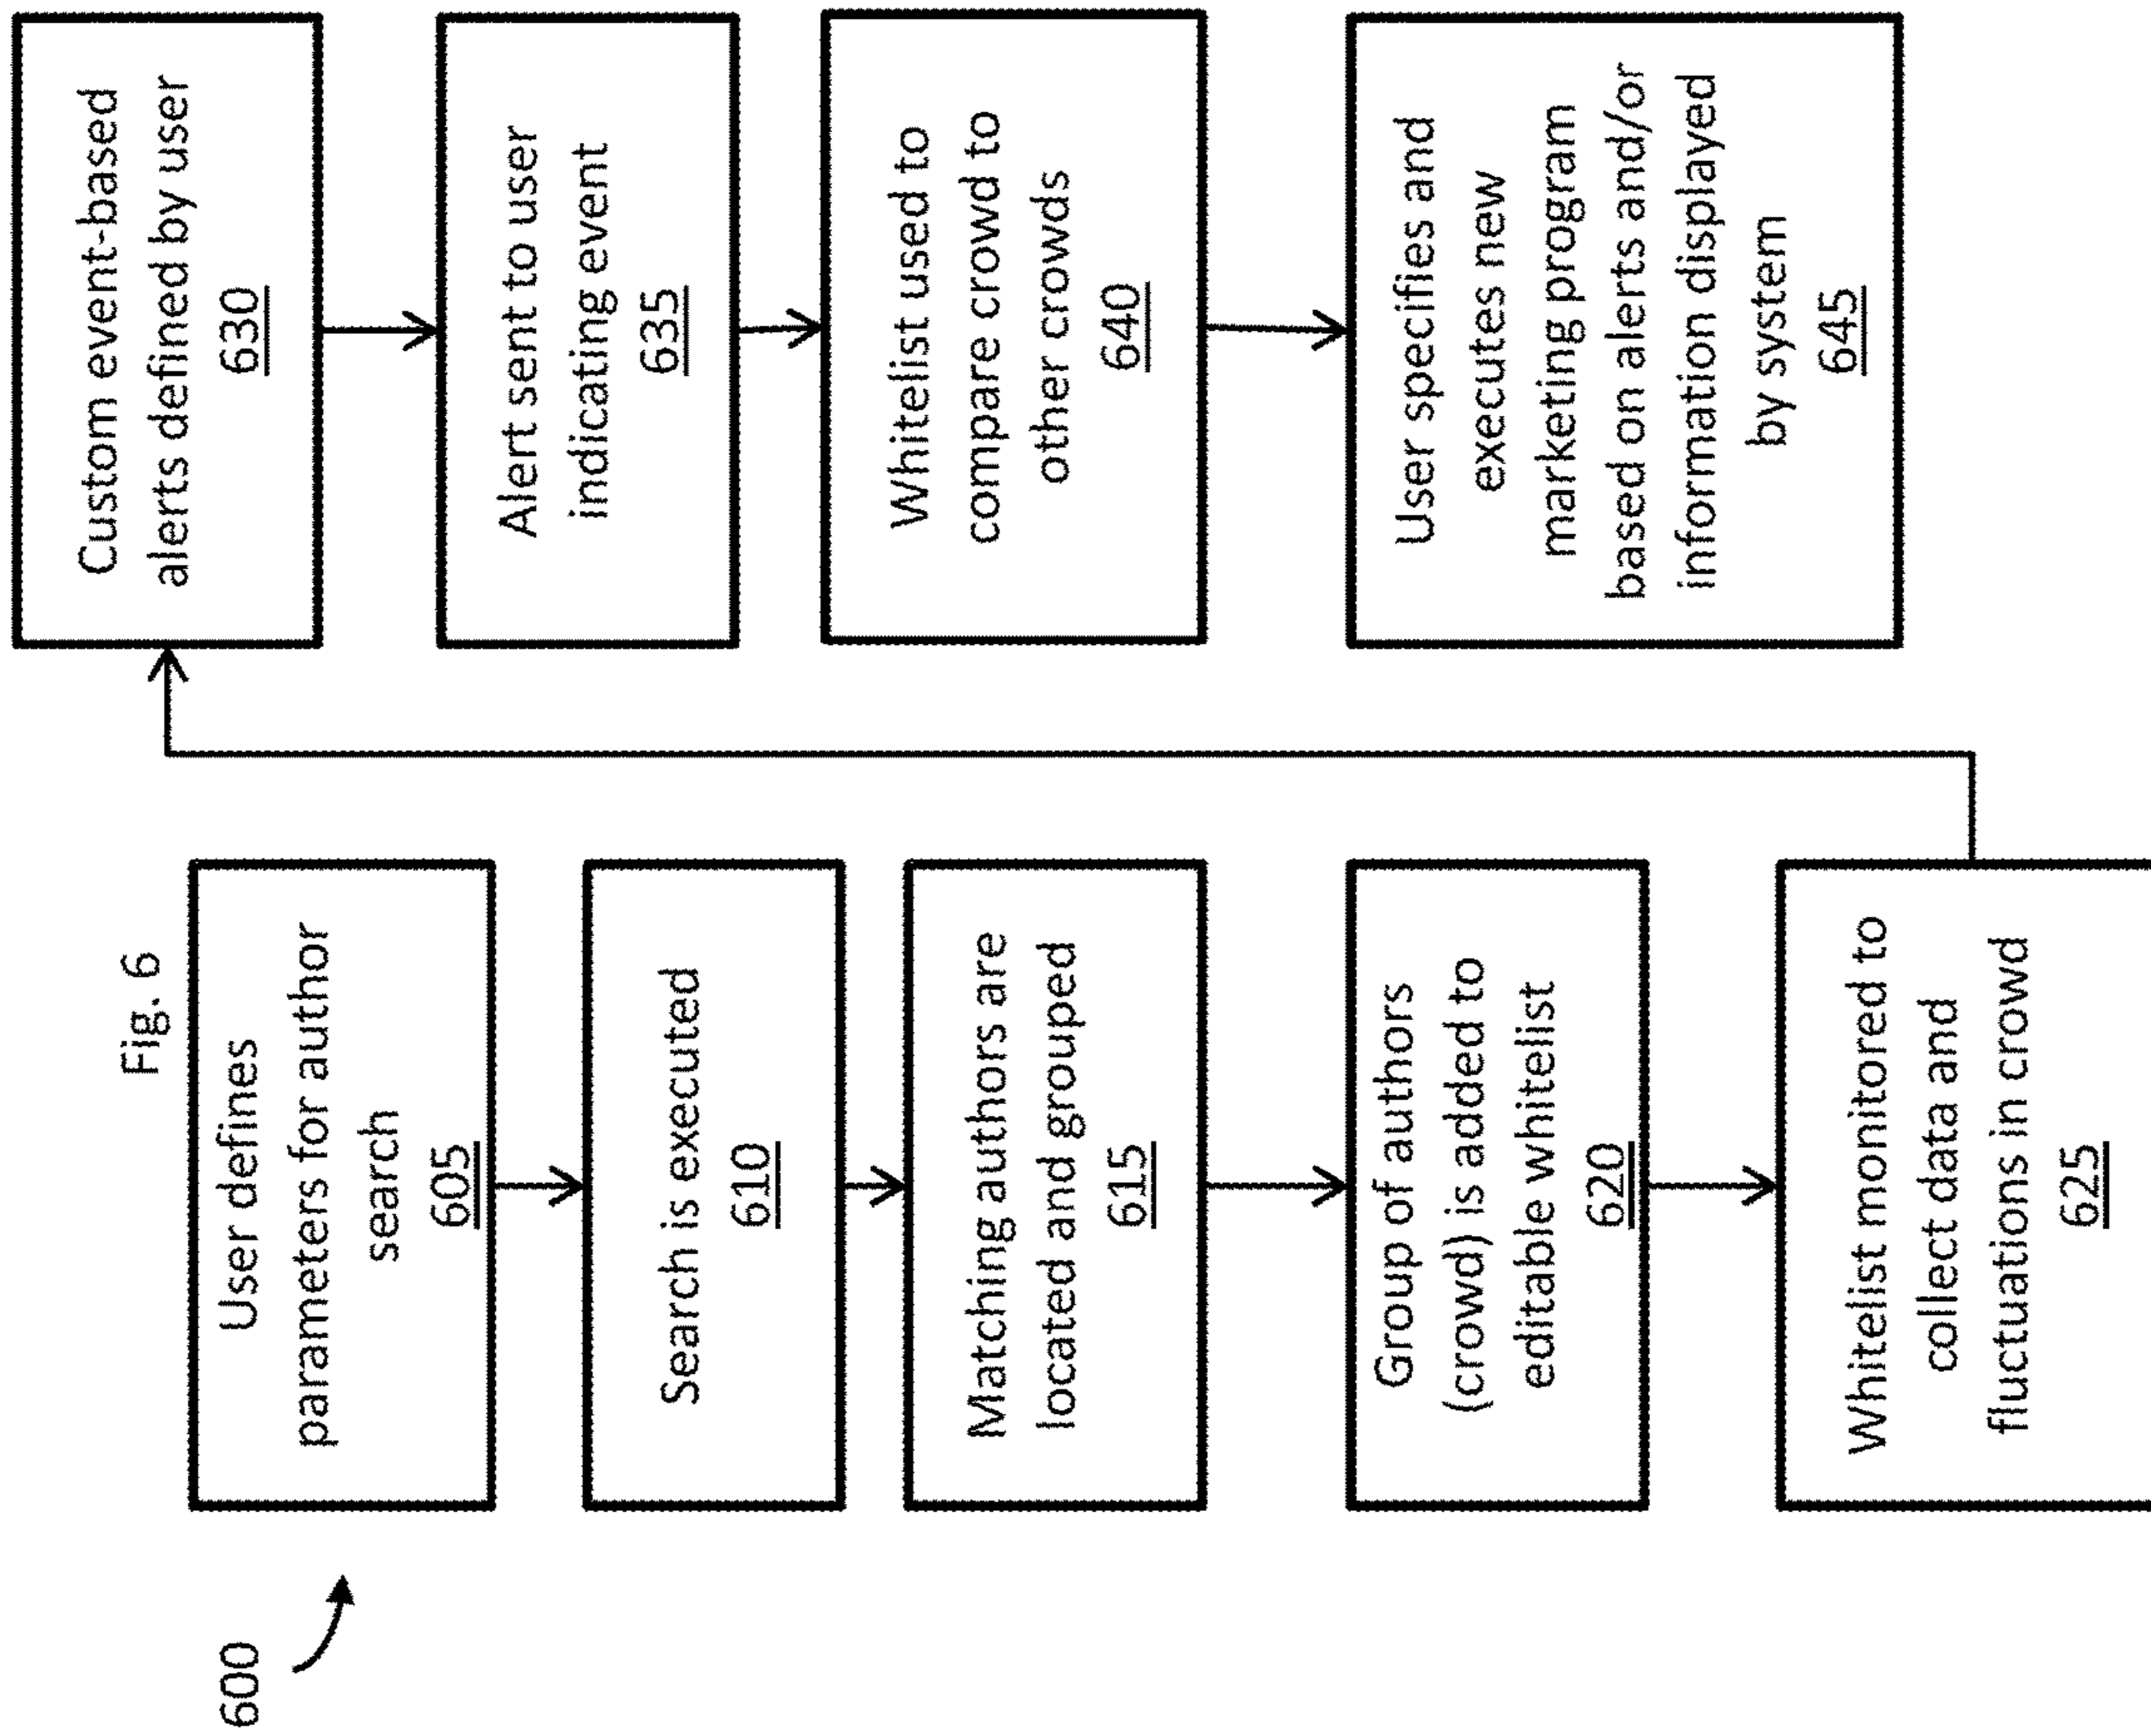 Fig. 6
600
User defines
parameters for author
search
605
Search is executed
610
Matching authors are
located and grouped
615
Group of authors
(crowd) is added to
editable whitelist
620
Whitelist monitored to
collect data and
fluctuations in crowd
625
Custom event-based
alerts defined by user
630
Alert sent to user
indicating event
635
Whitelist used to
compare crowd to
other crowds
640
User specifies and
executes new
marketing program
based on alerts and/or
information displayed
by system
645